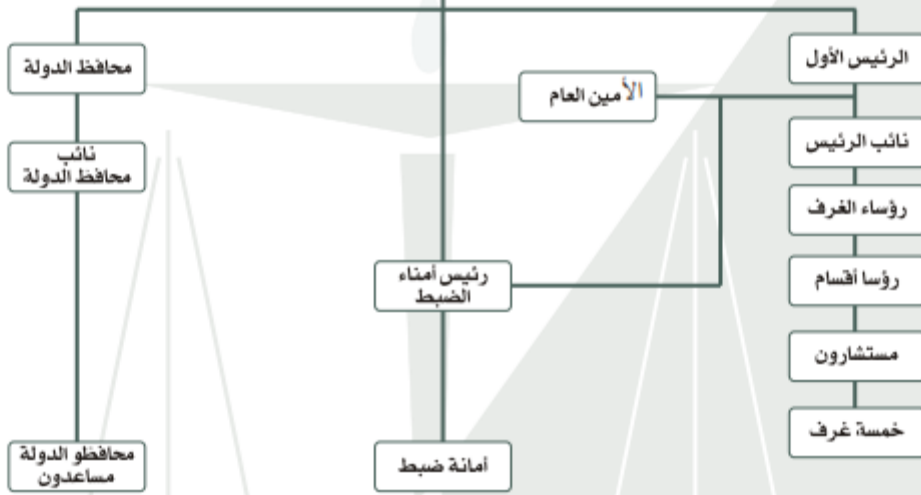 الرئيس الأول
محافظ الدولة
الأمين العام
نائب الرئيس
نائب
محافظ الدولة
رؤساء الغرف
رؤسا أقسام
رئيس أمناء
الضبط
مستشارون
خمسة غرف
أمانة ضبط
محافظو الدولة
مساعدون